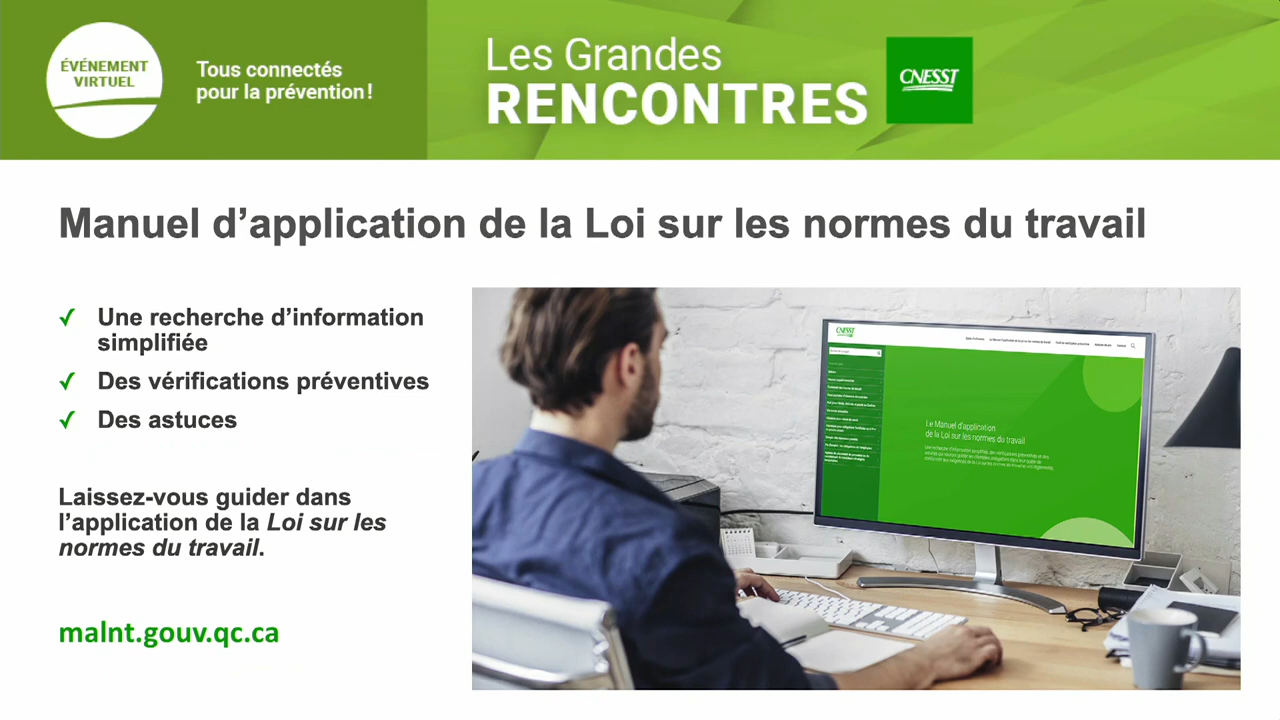 ÉVÉNEMENT
VIRTUEL
Tous connectés
pour la prévention!
Les Grandes
RENCONTRES
CNESST
Manuel d’application de la Loi sur les normes du travail
✓ Une recherche d’information
simplifiée
✓ Des vérifications préventives
✓ Des astuces
Laissez-vous guider dans
l’application de la Loi sur les
normes du travail.
malnt.gouv.qc.ca
CNESST
Le Manuel d'application
de la Loi sur les normes du travail